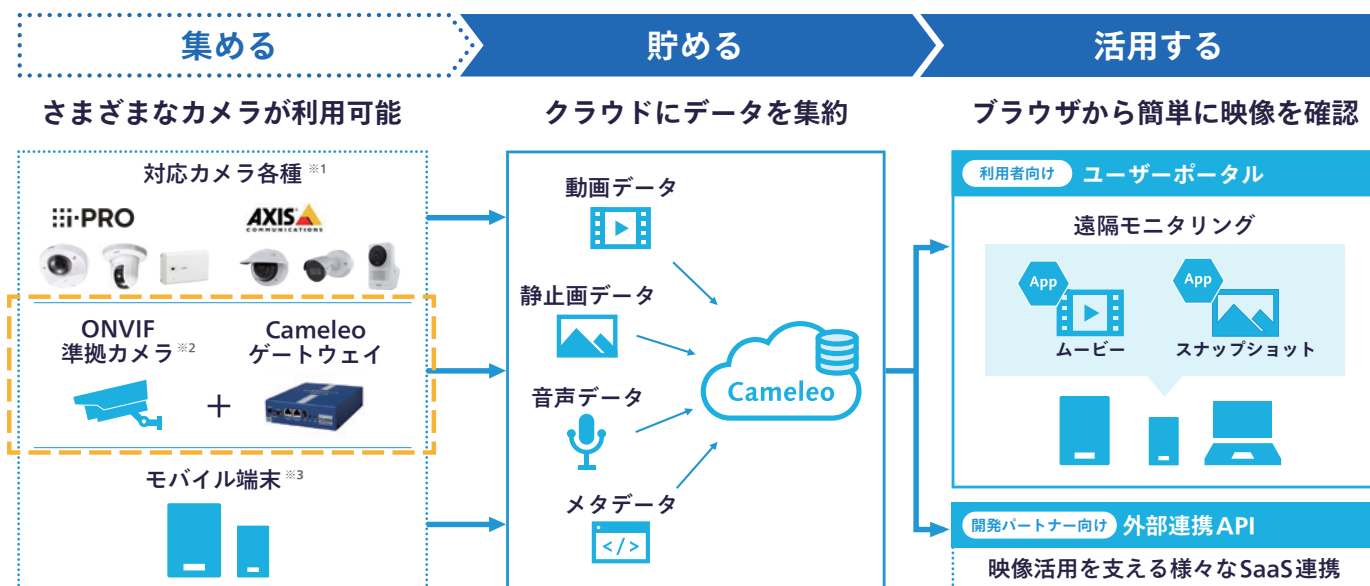 集める
貯める
活用する
さまざまなカメラが利用可能
クラウドにデータを集約
ブラウザから簡単に映像を確認
対応カメラ各種 ※1
i-PRO
AXIS
COMMUNICATIONS
ONVIF
準拠カメラ ※2
+
Cameleo
ゲートウェイ
モバイル端末 ※3
動画データ
静止画データ
音声データ
メタデータ
</>
Cameleo
利用者向け ユーザーポータル
遠隔モニタリング
App
ムービー
App
スナップショット
開発パートナー向け 外部連携API
映像活用を支える様々なSaaS連携